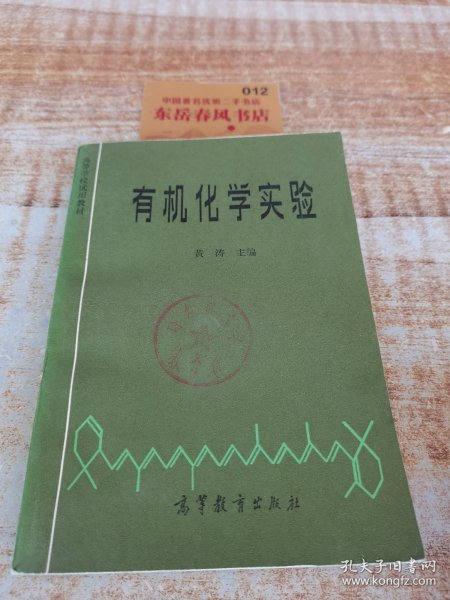 012
中国著名优质二手书店
东岳春风书店
高等学校试用教材
有机化学实验
黄涛 主编
高等教育出版社
孔夫子旧书网
www.kongfz.com